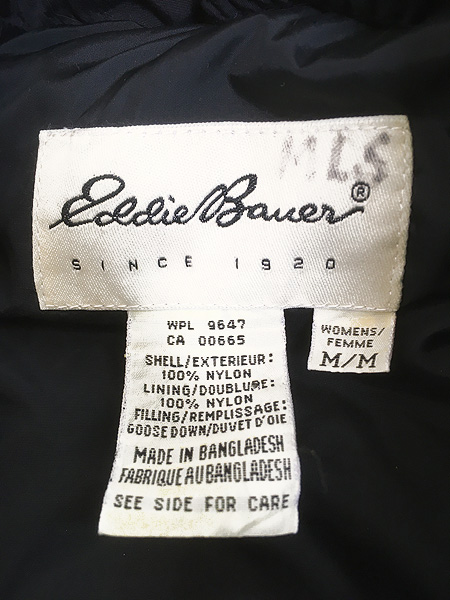 MLS
Eddie Bauer®
SINCE 1920
WPL 9647
CA 00665
SHELL/EXTERIEUR:
100% NYLON
LINING/DOUBLURE:
100% NYLON
FILLING/REMPLISSAGE:
GOOSE DOWN/DUVET D'OIE
MADE IN BANGLADESH
FABRIQUE AU BANGLADESH
SEE SIDE FOR CARE
WOMENS/
FEMME
M/M